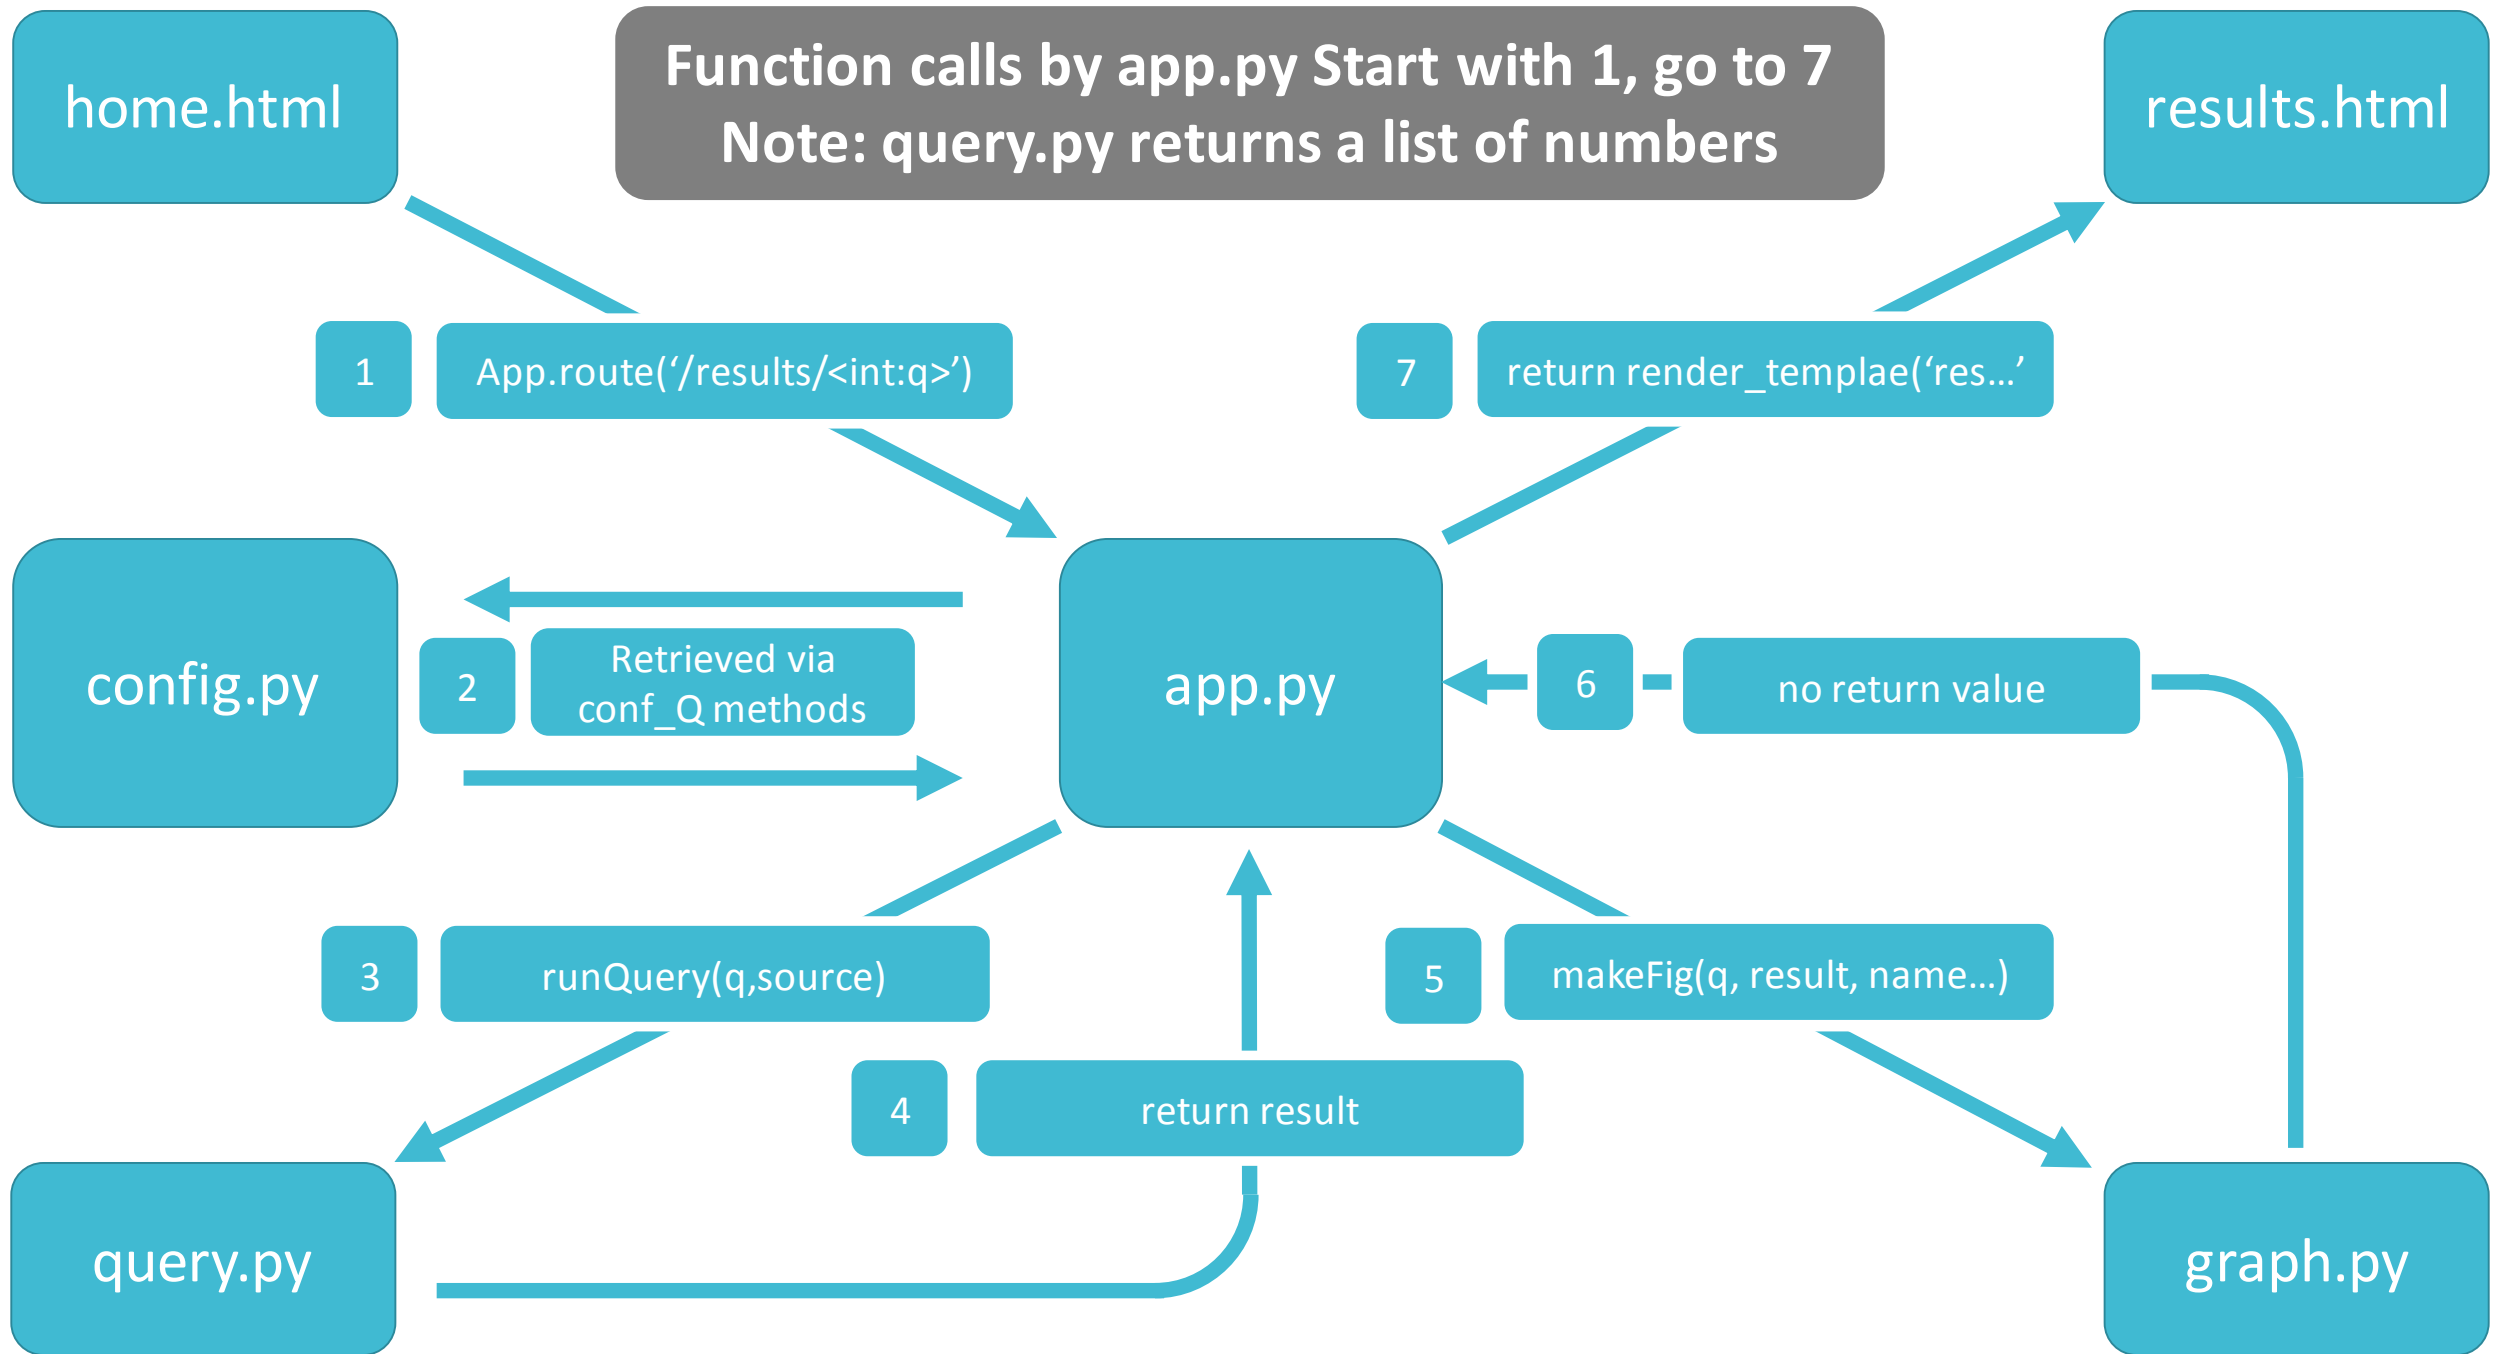 home.html
Function calls by app.py Start with 1, go to 7
Note: query.py returns a list of numbers
results.html
1
App.route(‘/results/<int:q>’)
7
return render_templae(‘res...’
config.py
2
Retrieved via
conf_Q methods
app.py
6
no return value
3
runQuery(q,source)
5
makeFig(q, result, name...)
4
return result
query.py
graph.py